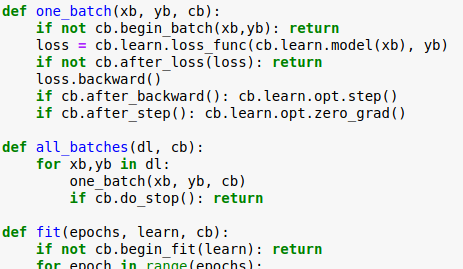 def one_batch(xb, yb, cb):
    if not cb.begin_batch(xb,yb): return
    loss = cb.learn.loss_func(cb.learn.model(xb), yb)
    if not cb.after_loss(loss): return
    loss.backward()
    if cb.after_backward(): cb.learn.opt.step()
    if cb.after_step(): cb.learn.opt.zero_grad()

def all_batches(dl, cb):
    for xb,yb in dl:
        one_batch(xb, yb, cb)
        if cb.do_stop(): return

def fit(epochs, learn, cb):
    if not cb.begin_fit(learn): return
    for epoch in range(epochs):